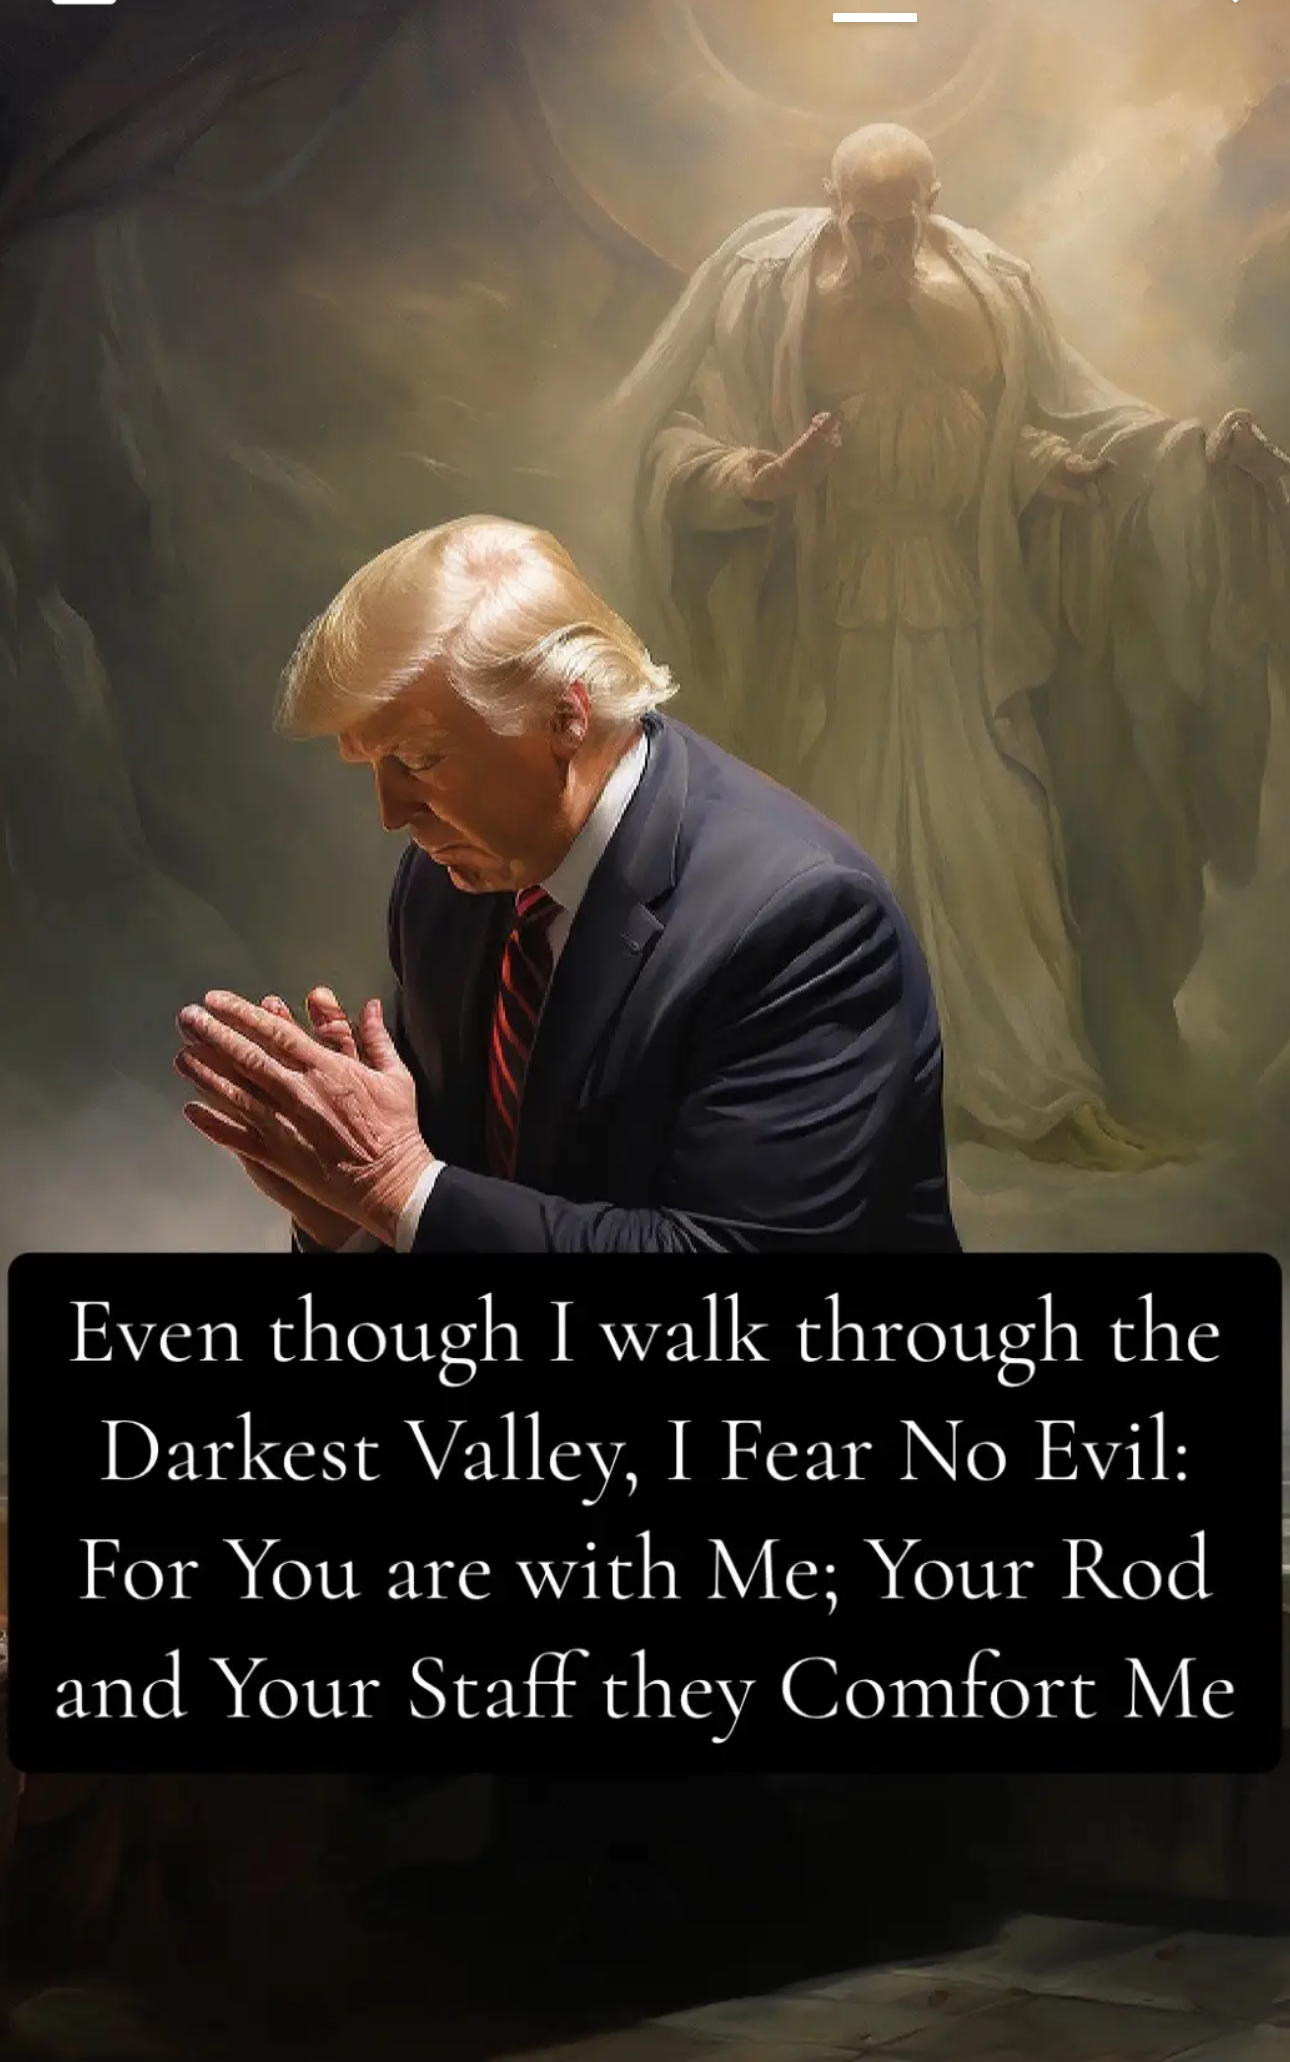 Even though I walk through the
Darkest Valley, I Fear No Evil:
For You are with Me; Your Rod
and Your Staff they Comfort Me